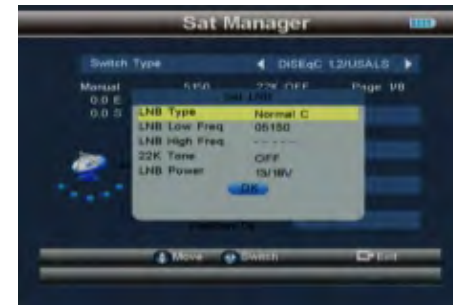 Sat Manager
Switch Type DiSEqC 1.2/USALS
Manual 5150 22K OFF Page 1/8
0.0 E
0.0 S
Set LNB
LNB Type Normal C
LNB Low Freq 05150
LNB High Freq -----
22K Tone OFF
LNB Power 13/18V
OK
Move Switch Exit